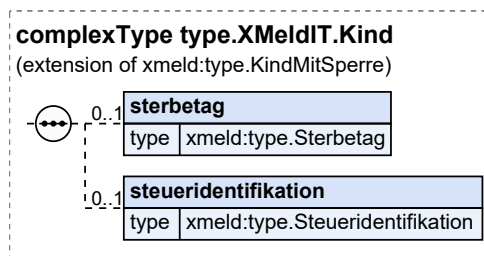 complexType type.XMeldIT.Kind
(extension of xmeld:type.KindMitSperre)
0..1 sterbetag
type xmeld:type.Sterbetag
0..1 steueridentifikation
type xmeld:type.Steueridentifikation